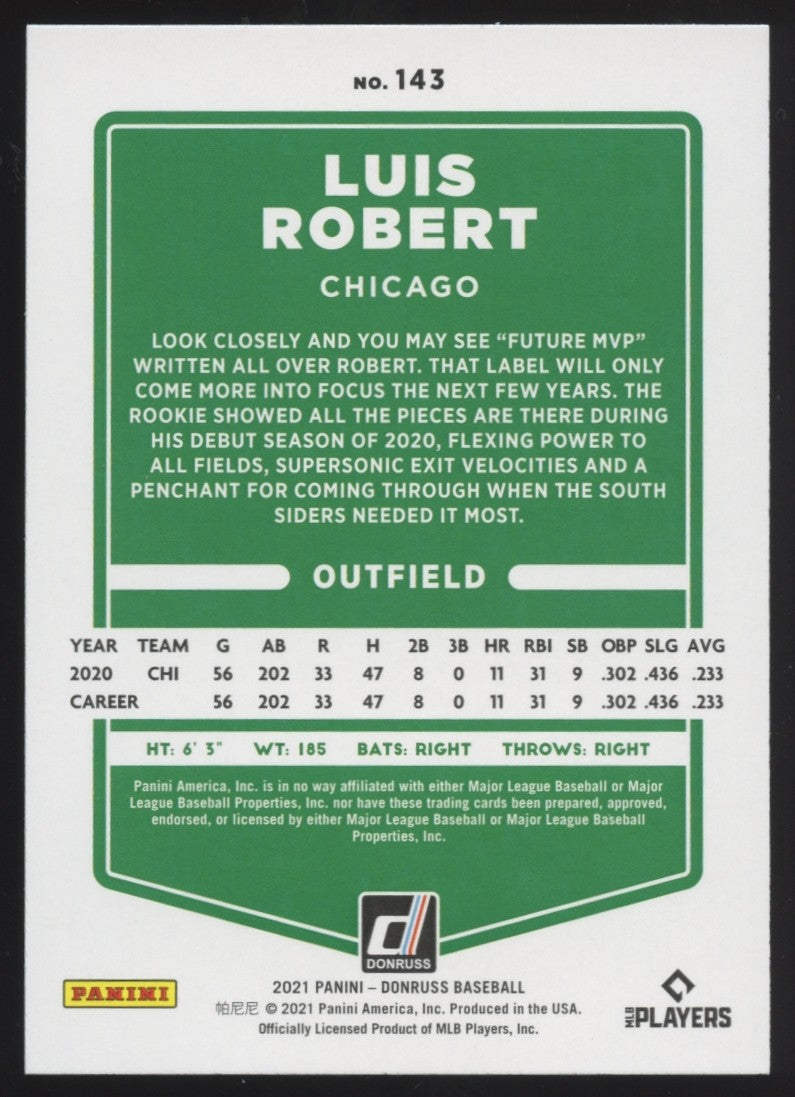 NO. 143
LUIS
ROBERT
CHICAGO
LOOK CLOSELY AND YOU MAY SEE “FUTURE MVP”
WRITTEN ALL OVER ROBERT. THAT LABEL WILL ONLY
COME MORE INTO FOCUS THE NEXT FEW YEARS. THE
ROOKIE SHOWED ALL THE PIECES ARE THERE DURING
HIS DEBUT SEASON OF 2020, FLEXING POWER TO
ALL FIELDS, SUPERSONIC EXIT VELOCITIES AND A
PENCHANT FOR COMING THROUGH WHEN THE SOUTH
SIDERS NEEDED IT MOST.
OUTFIELD
YEAR TEAM G AB R H 2B 3B HR RBI SB OBP SLG AVG
2020 CHI 56 202 33 47 8 0 11 31 9 .302 .436 .233
CAREER 56 202 33 47 8 0 11 31 9 .302 .436 .233
HT: 6' 3" WT: 185 BATS: RIGHT THROWS: RIGHT
Panini America, Inc. is in no way affiliated with either Major League Baseball or Major
League Baseball Properties, Inc. nor have these trading cards been prepared, approved,
endorsed, or licensed by either Major League Baseball or Major League Baseball
Properties, Inc.
d
DONRUSS
PANINI
2021 PANINI – DONRUSS BASEBALL
帕尼尼 © 2021 Panini America, Inc. Produced in the USA.
Officially Licensed Product of MLB Players, Inc.
MLB PLAYERS